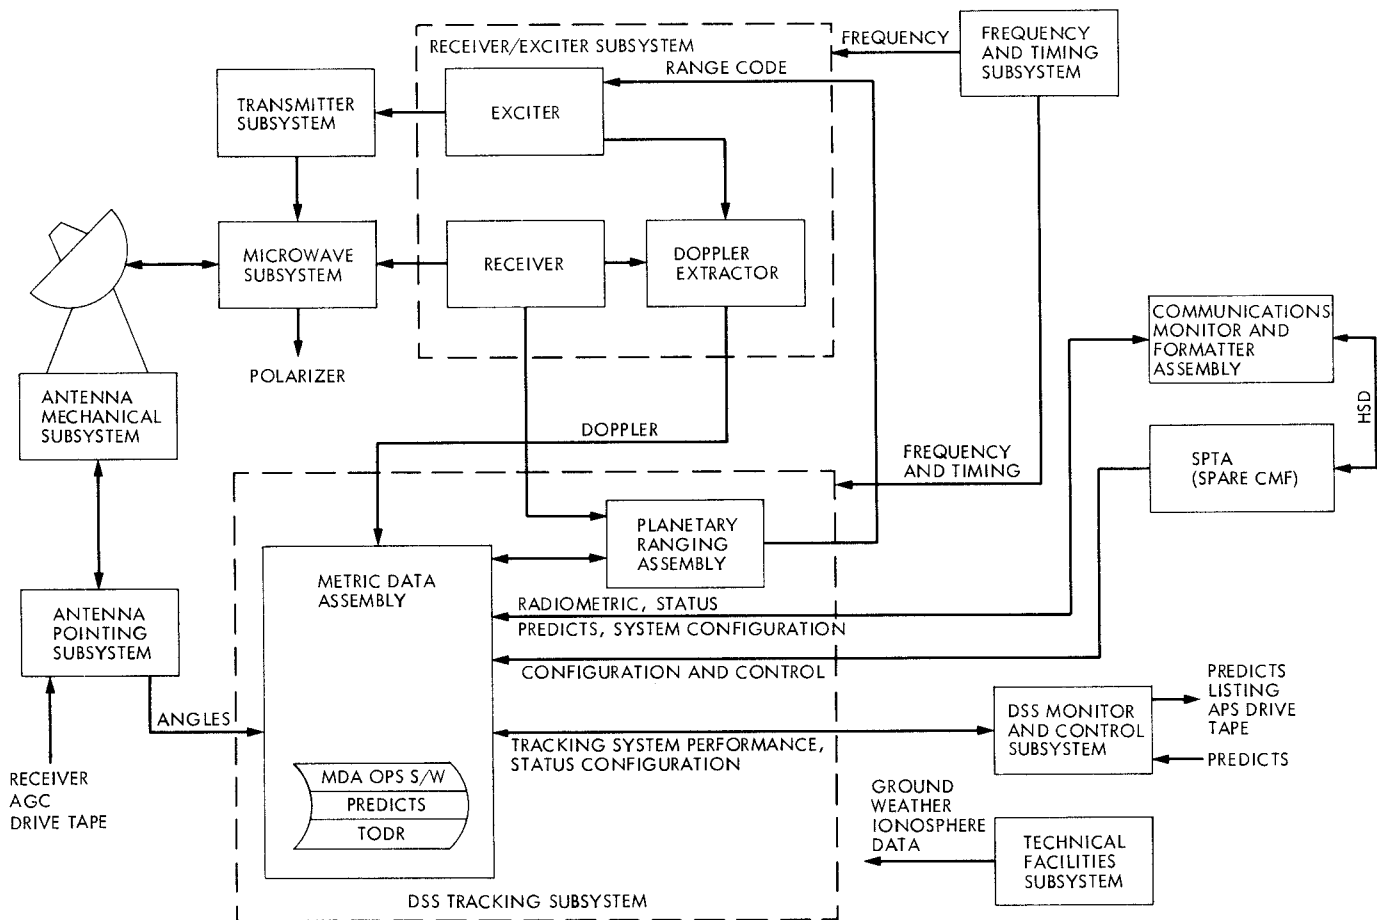 RECEIVER/EXCITER SUBSYSTEM
FREQUENCY
FREQUENCY
AND TIMING
SUBSYSTEM
RANGE CODE
TRANSMITTER
SUBSYSTEM
EXCITER
MICROWAVE
SUBSYSTEM
RECEIVER
DOPPLER
EXTRACTOR
POLARIZER
COMMUNICATIONS
MONITOR AND
FORMATTER
ASSEMBLY
HSD
ANTENNA
MECHANICAL
SUBSYSTEM
DOPPLER
FREQUENCY
AND TIMING
SPTA
(SPARE CMF)
PLANETARY
RANGING
ASSEMBLY
METRIC DATA
ASSEMBLY
RADIOMETRIC, STATUS
PREDICTS, SYSTEM CONFIGURATION
CONFIGURATION AND CONTROL
ANTENNA
POINTING
SUBSYSTEM
ANGLES
TRACKING SYSTEM PERFORMANCE,
STATUS CONFIGURATION
DSS MONITOR
AND CONTROL
SUBSYSTEM
PREDICTS
LISTING
APS DRIVE
TAPE
PREDICTS
RECEIVER
AGC
DRIVE TAPE
MDA OPS S/W
PREDICTS
TODR
GROUND
WEATHER
IONOSPHERE
DATA
TECHNICAL
FACILITIES
SUBSYSTEM
DSS TRACKING SUBSYSTEM